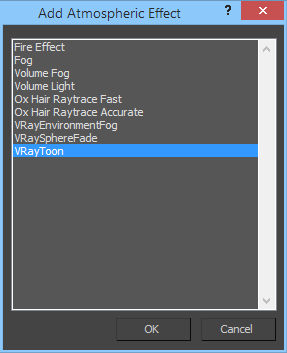 Add Atmospheric Effect ?
Fire Effect
Fog
Volume Fog
Volume Light
Ox Hair Raytrace Fast
Ox Hair Raytrace Accurate
VRayEnvironmentFog
VRaySphereFade
VRayToon
OK Cancel